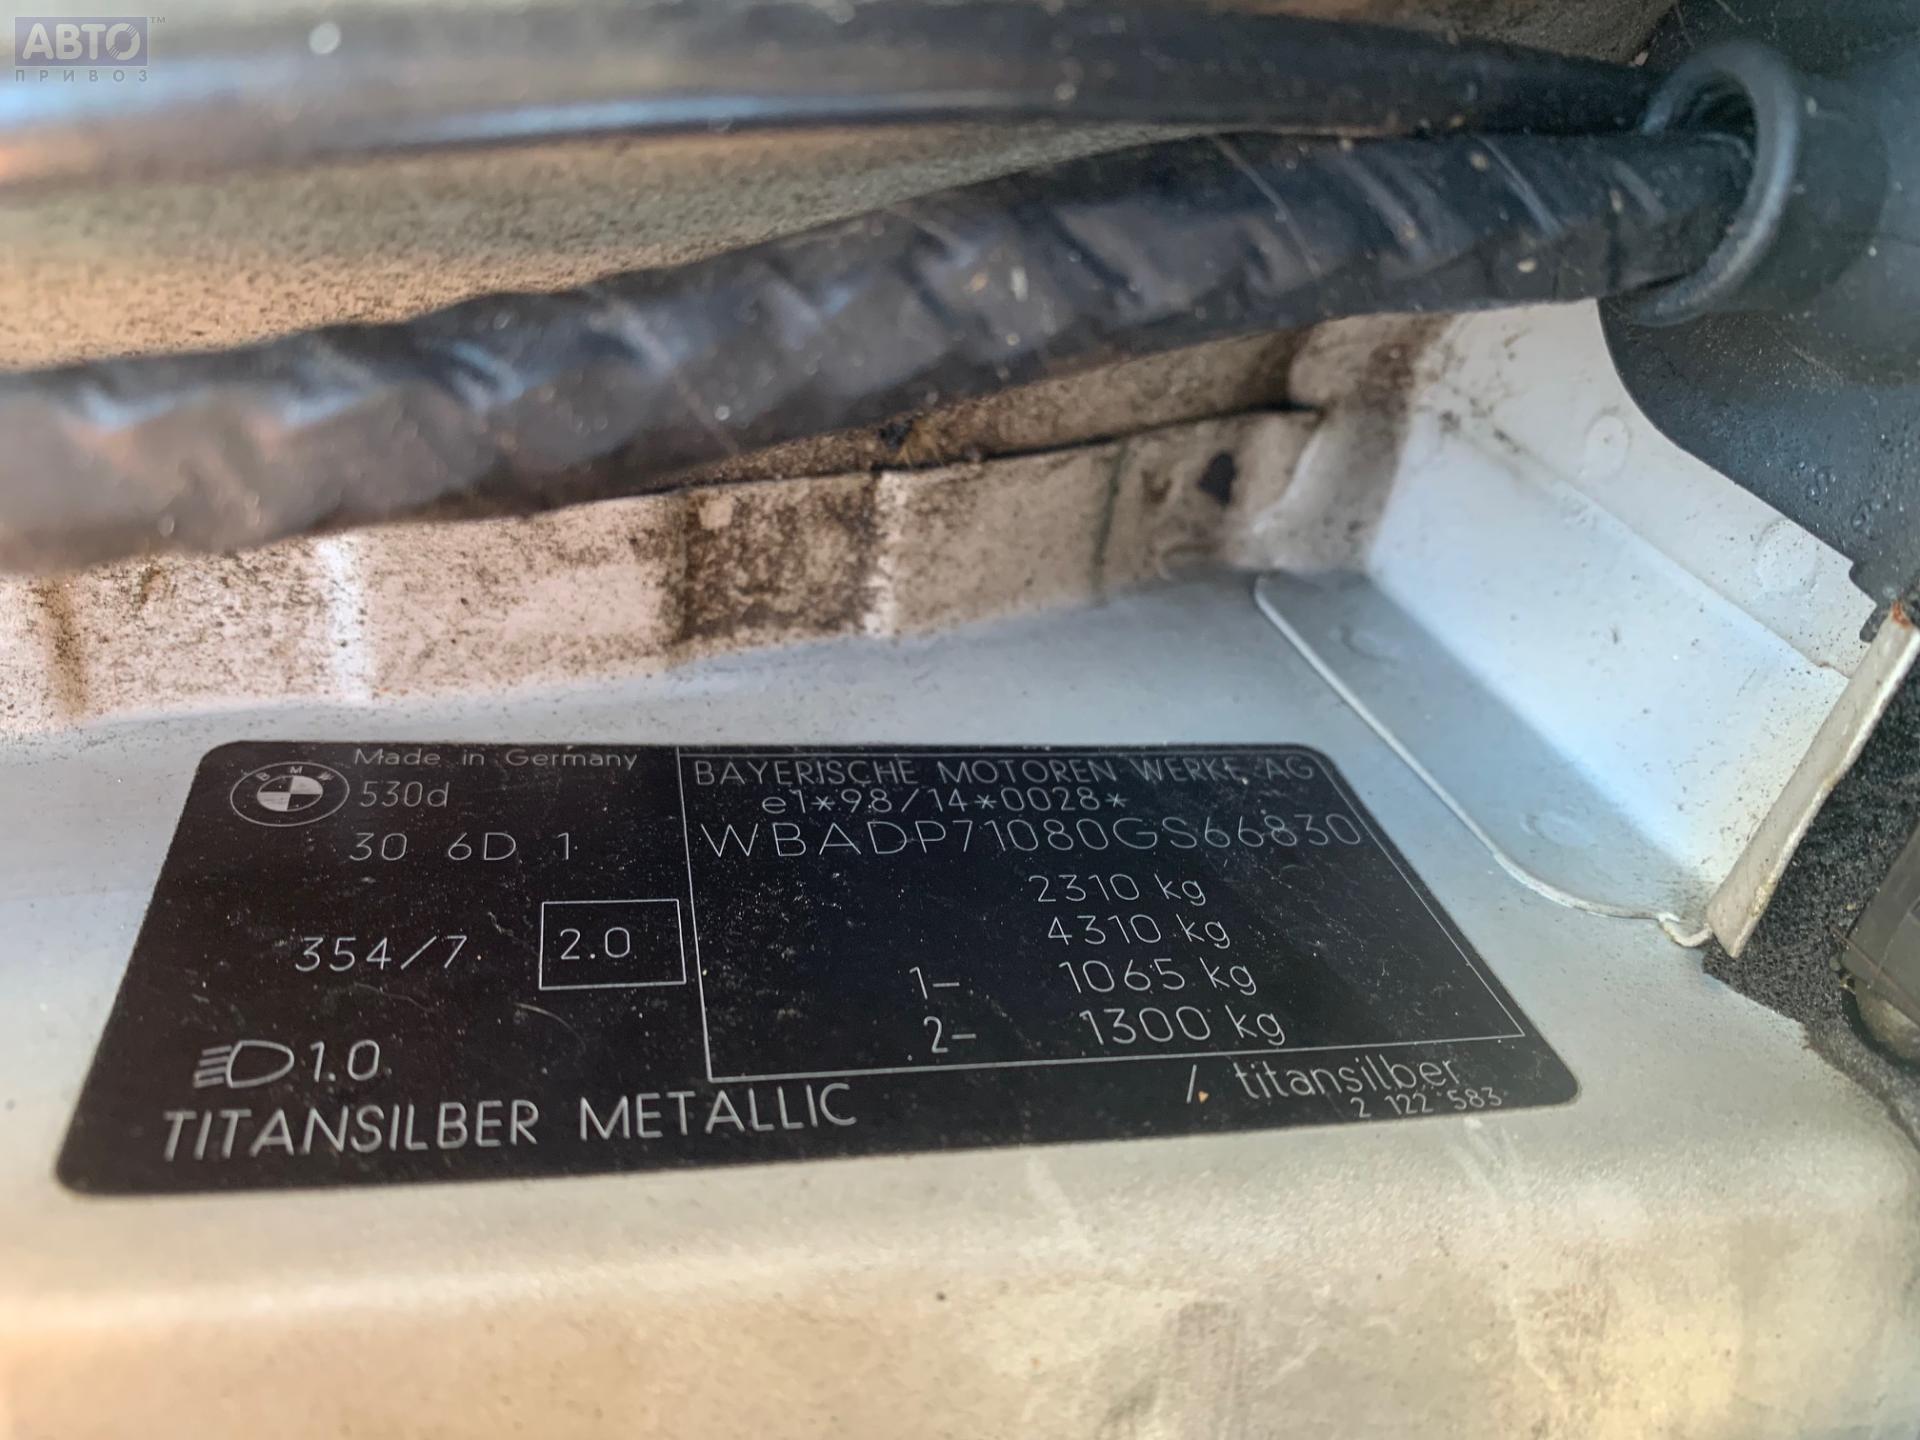 АВТО™
ПРИВОЗ
BMW
Made in Germany
530d
30 6D 1
354/7
2.0
1.0
TITANSILBER METALLIC
BAYERISCHE MOTOREN WERKE AG
e1*98/14*0028*
WBADP71080GS66830
2310 kg
4310 kg
1- 1065 kg
2- 1300 kg
/. titansilber
2 122 583